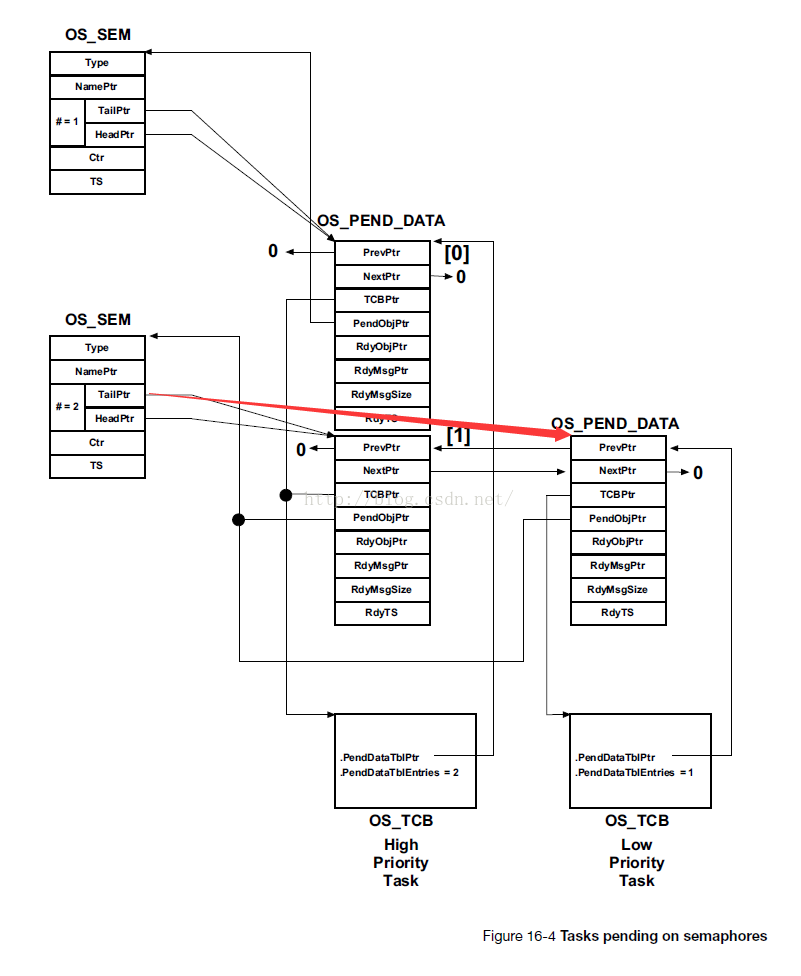 OS_SEM
Type
NamePtr
# = 1
TailPtr
HeadPtr
Ctr
TS
OS_PEND_DATA
0
PrevPtr
[0]
NextPtr
0
TCBPtr
PendObjPtr
RdyObjPtr
RdyMsgPtr
RdyMsgSize
RdyTS
OS_SEM
Type
NamePtr
# = 2
TailPtr
HeadPtr
Ctr
TS
0
PrevPtr
[1]
NextPtr
TCBPtr
PendObjPtr
RdyObjPtr
RdyMsgPtr
RdyMsgSize
RdyTS
OS_PEND_DATA
PrevPtr
NextPtr
0
TCBPtr
PendObjPtr
RdyObjPtr
RdyMsgPtr
RdyMsgSize
RdyTS
http://blog.csdn.net/
.PendDataTblPtr
.PendDataTblEntries = 2
OS_TCB
High
Priority
Task
.PendDataTblPtr
.PendDataTblEntries = 1
OS_TCB
Low
Priority
Task
Figure 16-4 Tasks pending on semaphores